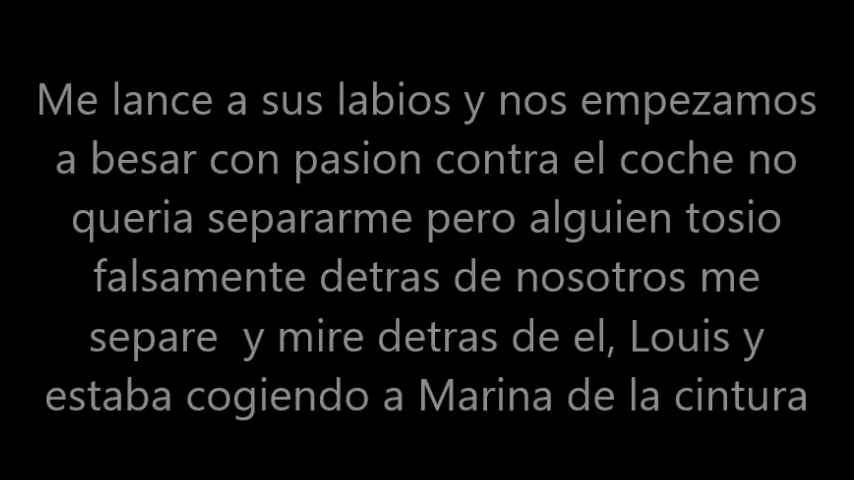 Me lance a sus labios y nos empezamos
a besar con pasion contra el coche no
queria separarme pero alguien tosio
falsamente detras de nosotros me
separe  y mire detras de el, Louis y
estaba cogiendo a Marina de la cintura